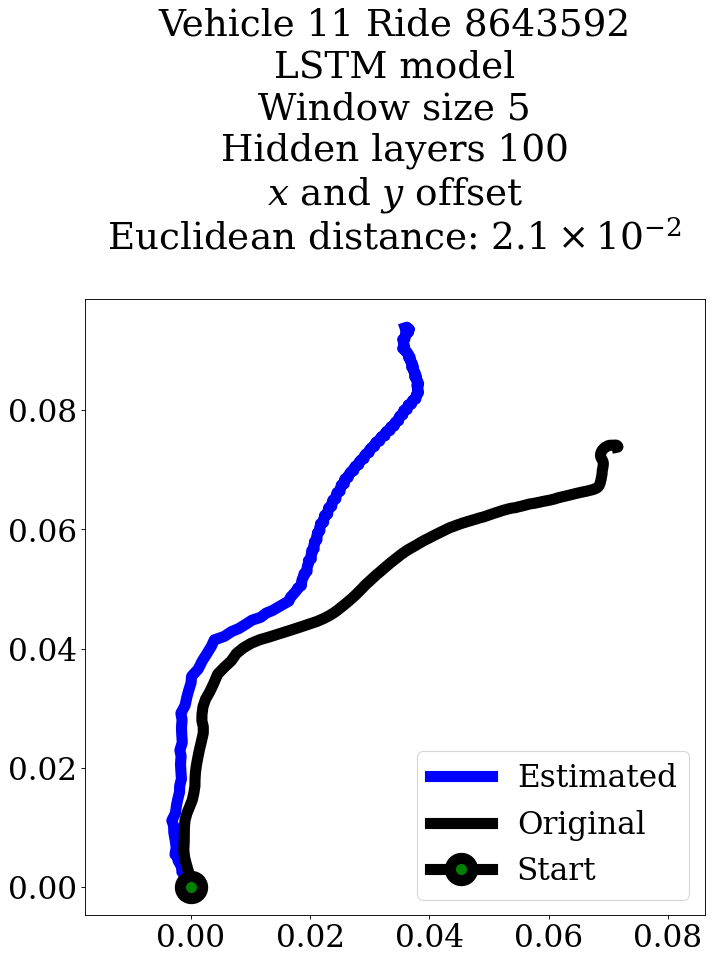 Vehicle 11 Ride 8643592
LSTM model
Window size 5
Hidden layers 100
x and y offset
Euclidean distance: 2.1 × 10⁻²
0.08
0.06
0.04
0.02
0.00
Estimated
Original
Start
0.00 0.02 0.04 0.06 0.08